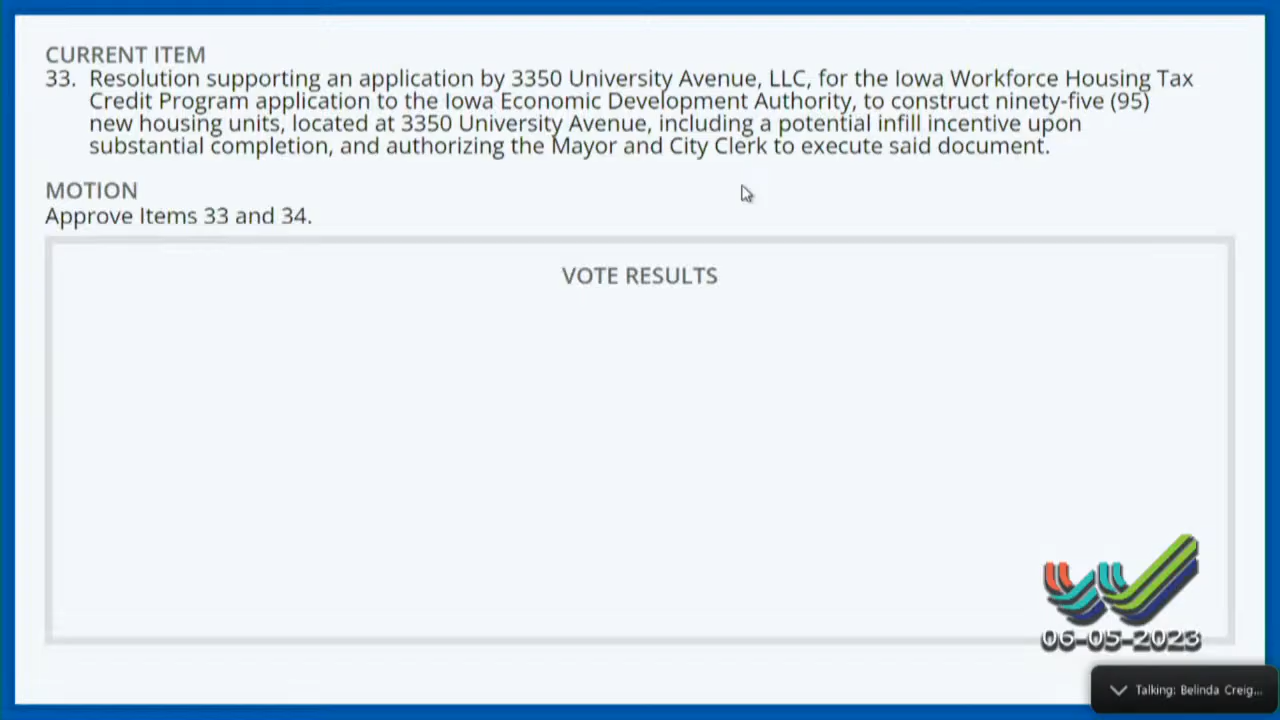 CURRENT ITEM
33. Resolution supporting an application by 3350 University Avenue, LLC, for the Iowa Workforce Housing Tax
Credit Program application to the Iowa Economic Development Authority, to construct ninety-five (95)
new housing units, located at 3350 University Avenue, including a potential infill incentive upon
substantial completion, and authorizing the Mayor and City Clerk to execute said document.
MOTION
Approve Items 33 and 34.
VOTE RESULTS
06-05-2023
Talking: Belinda Creig...